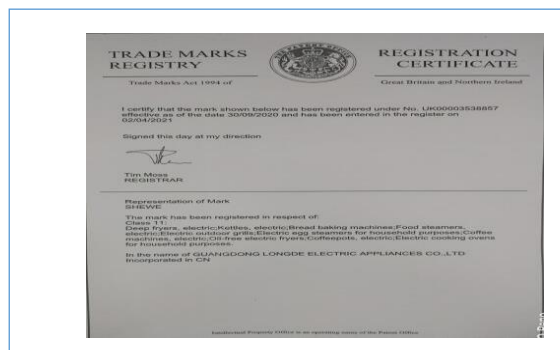 TRADE MARKS
REGISTRY
REGISTRATION
CERTIFICATE
Trade Marks Act 1994 of
Great Britain and Northern Ireland
I certify that the mark shown below has been registered under No. UK00003538857
effective as of the date 30/09/2020 and has been entered in the register on
02/04/2021
Signed this day at my direction
Tim Moss
REGISTRAR
Representation of Mark
SHEWE
The mark has been registered in respect of:
Class 11:
Deep fryers, electric;Kettles, electric;Bread baking machines;Food steamers,
electric;Electric outdoor grills;Electric egg steamers for household purposes;Coffee
machines, electric;Oil-free electric fryers;Coffeepots, electric;Electric cooking ovens
for household purposes.
In the name of GUANGDONG LONGDE ELECTRIC APPLIANCES CO.,LTD
Incorporated in CN
Intellectual Property Office is an operating name of the Patent Office